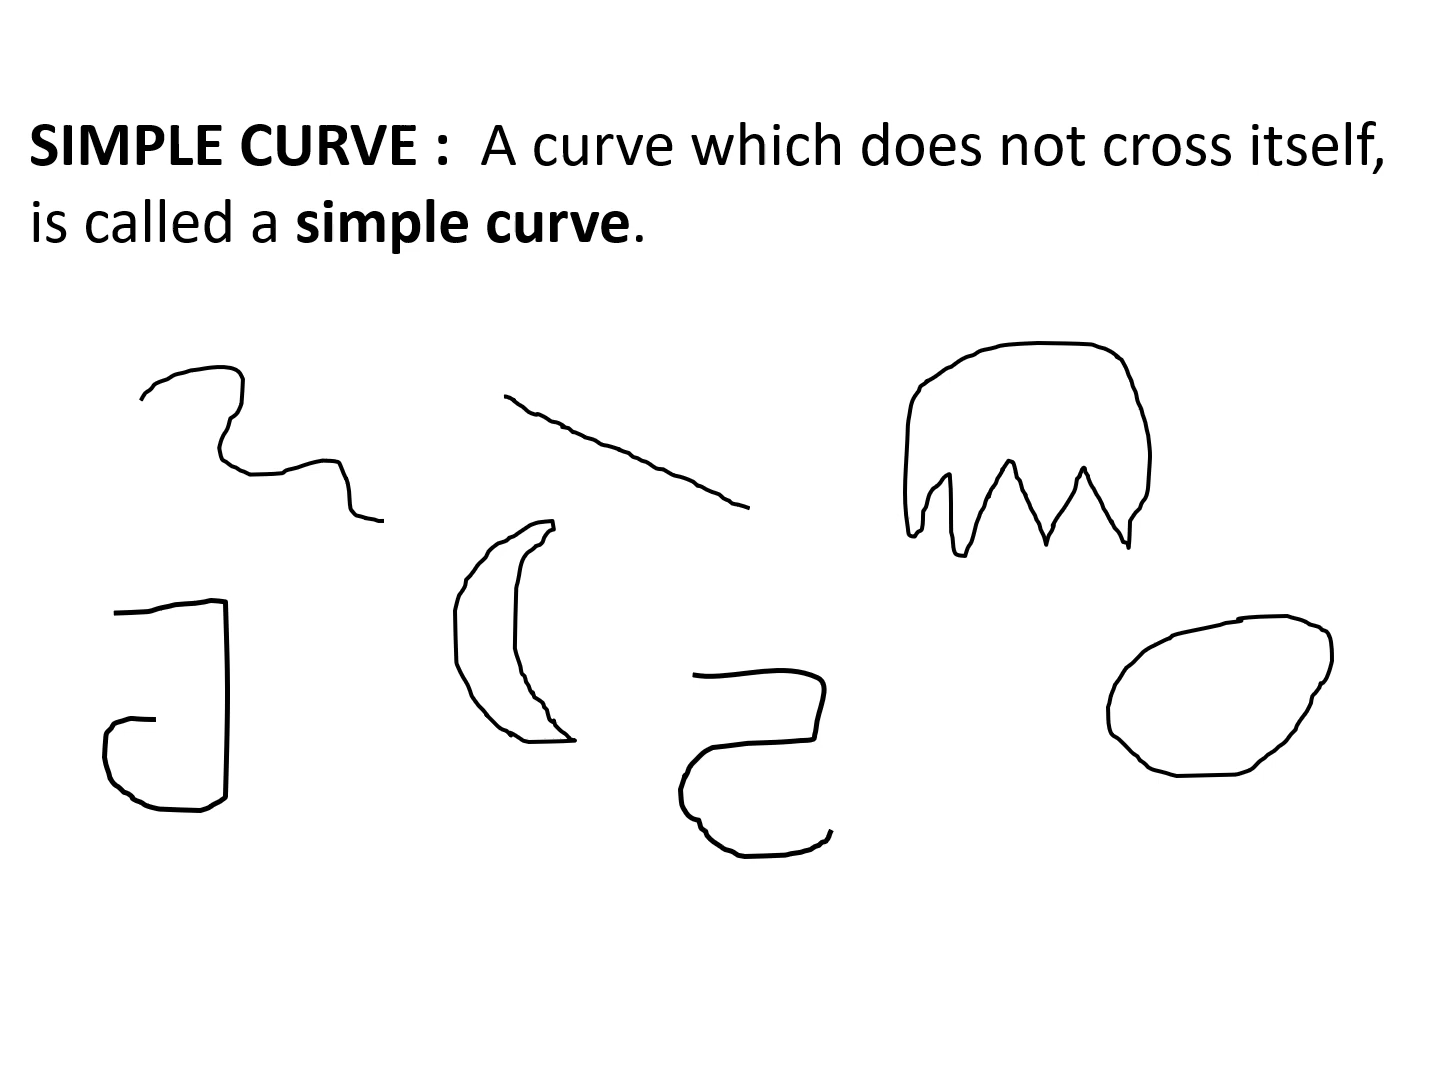 SIMPLE CURVE :  A curve which does not cross itself,
is called a simple curve.